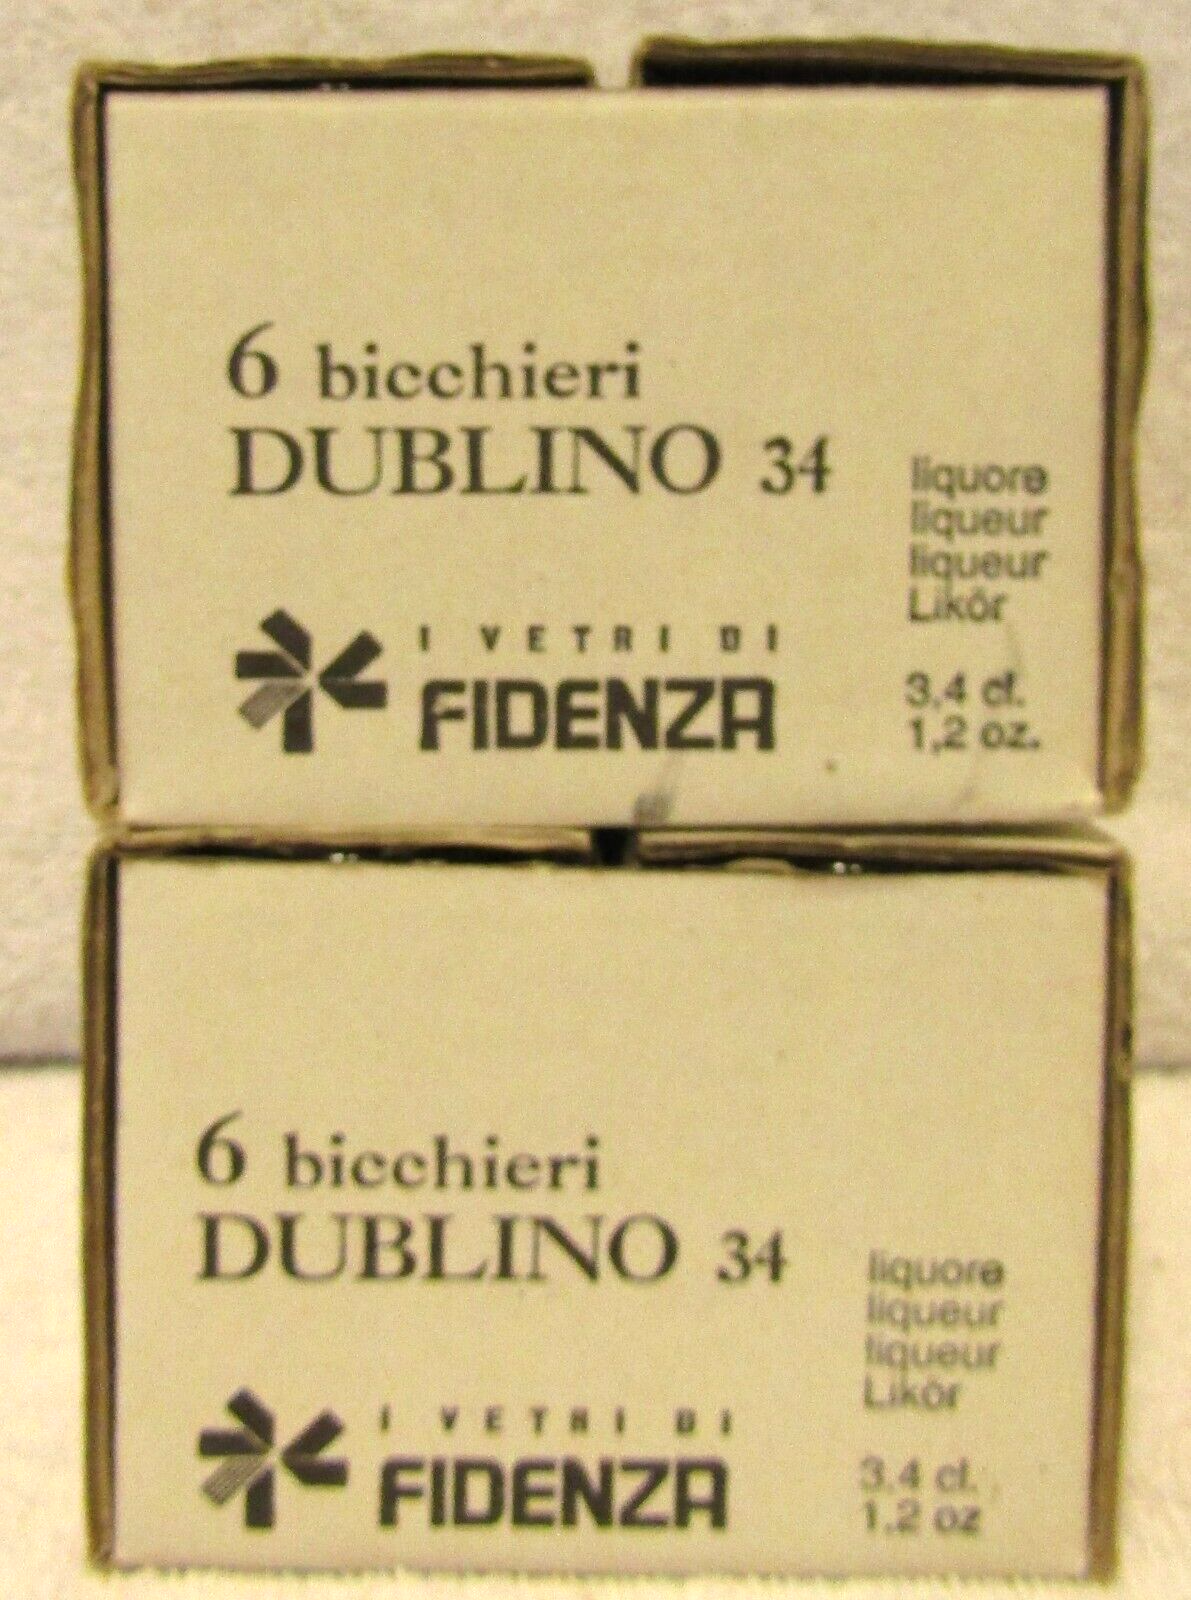 6 bicchieri
DUBLINO 34
liquore
liqueur
liqueur
Likör
I VETRI DI
FIDENZA
3,4 cl.
1,2 oz.
6 bicchieri
DUBLINO 34
liquore
liqueur
liqueur
Likör
I VETRI DI
FIDENZA
3,4 cl.
1,2 oz